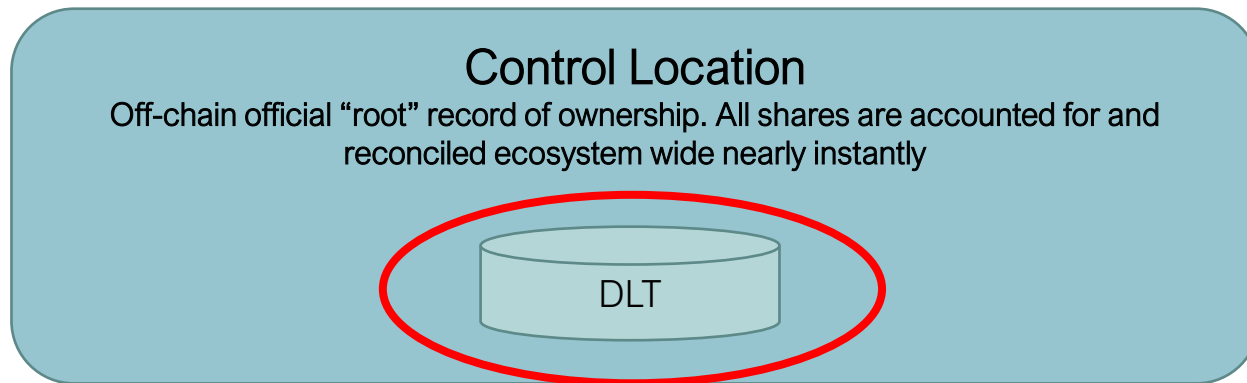 Control Location
Off-chain official “root” record of ownership. All shares are accounted for and
reconciled ecosystem wide nearly instantly
DLT